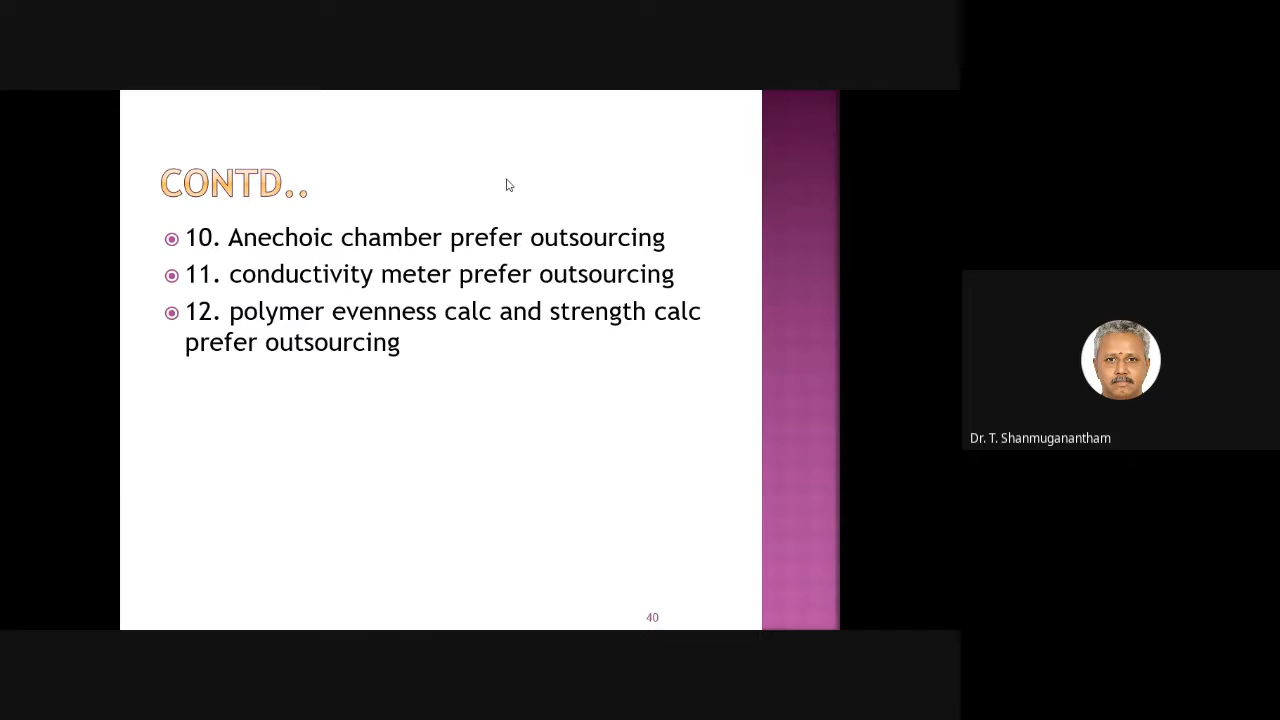 CONTD..
10. Anechoic chamber prefer outsourcing
11. conductivity meter prefer outsourcing
12. polymer evenness calc and strength calc
prefer outsourcing
40
Dr. T. Shanmuganantham